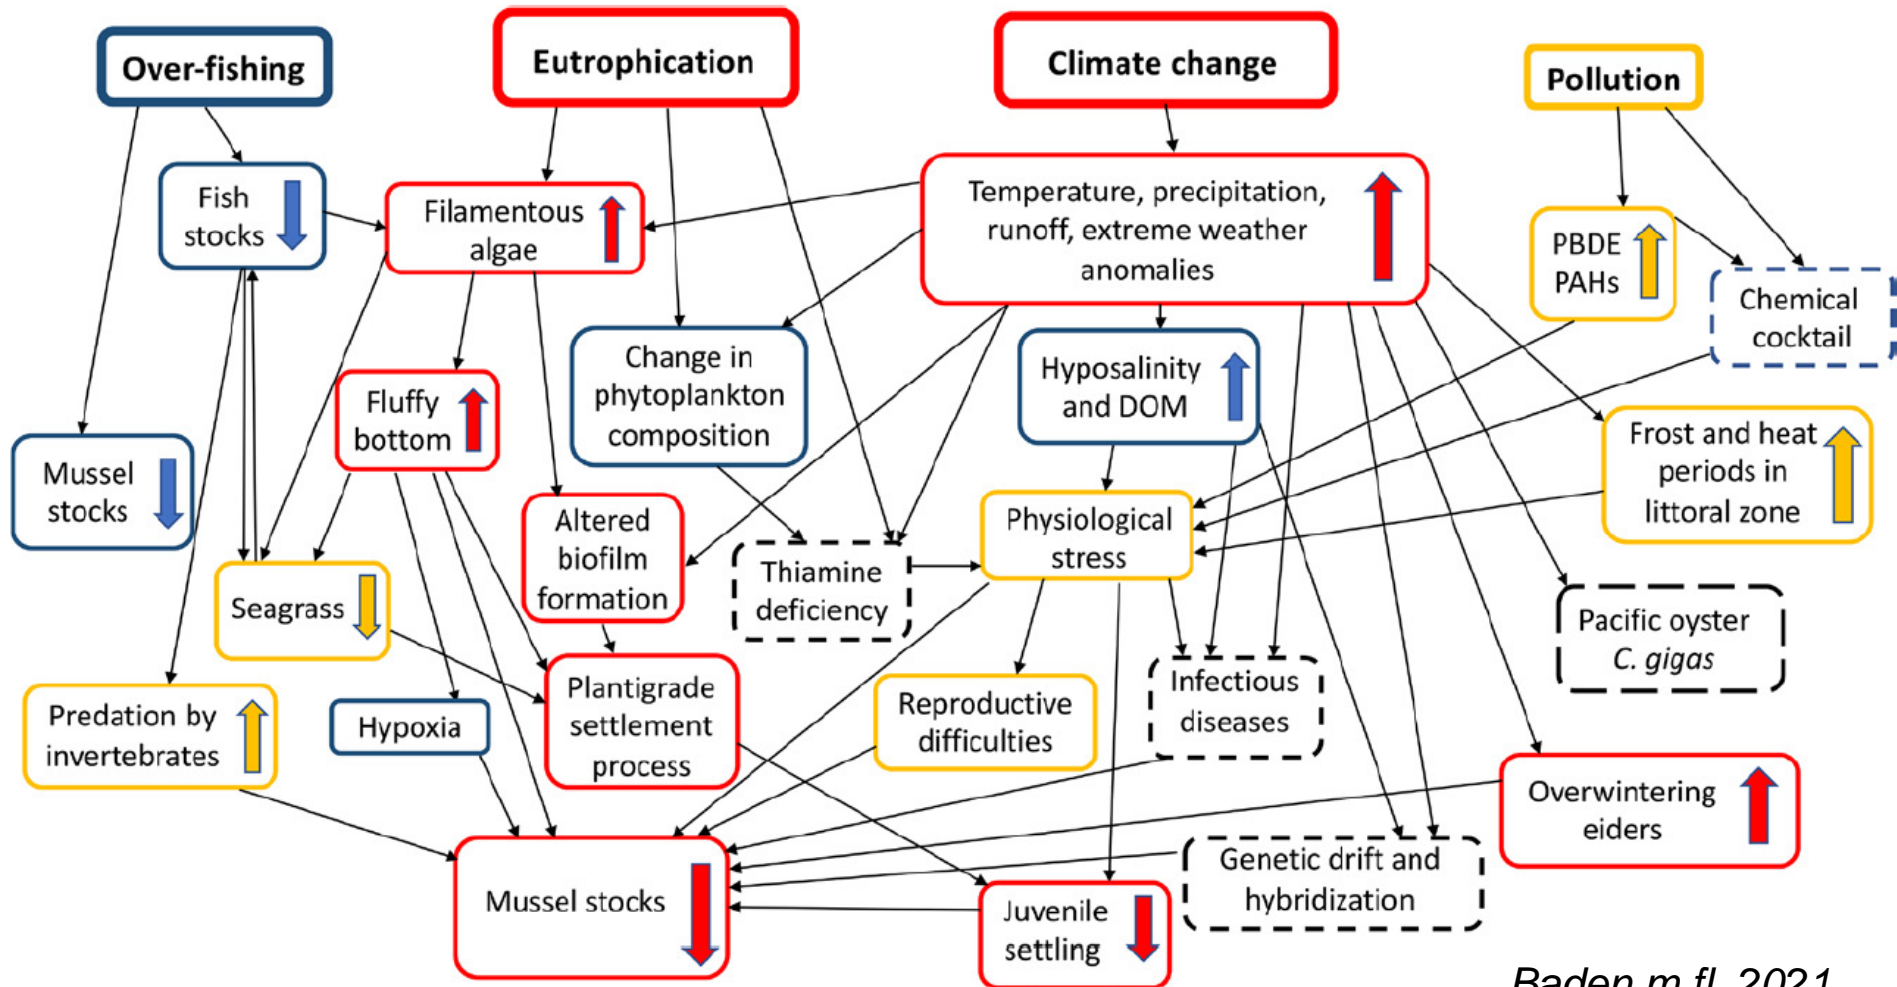 Over-fishing
Eutrophication
Climate change
Pollution
Fish
stocks
Filamentous
algae
Temperature, precipitation,
runoff, extreme weather
anomalies
PBDE
PAHs
Chemical
cocktail
Mussel
stocks
Fluffy
bottom
Change in
phytoplankton
composition
Hyposalinity
and DOM
Frost and heat
periods in
littoral zone
Altered
biofilm
formation
Thiamine
deficiency
Physiological
stress
Seagrass
Pacific oyster
C. gigas
Predation by
invertebrates
Hypoxia
Plantigrade
settlement
process
Reproductive
difficulties
Infectious
diseases
Overwintering
eiders
Mussel stocks
Juvenile
settling
Genetic drift and
hybridization
Baden m fl. 2021